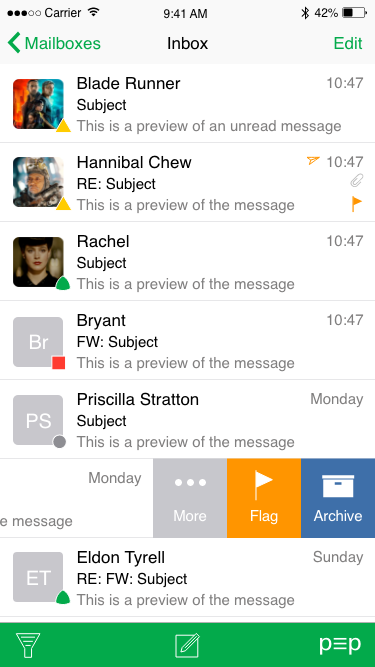 Carrier 9:41 AM 42%
Mailboxes Inbox Edit
Blade Runner 10:47
Subject
This is a preview of an unread message
Hannibal Chew 10:47
RE: Subject
This is a preview of the message
Rachel 10:47
Subject
This is a preview of the message
Br Bryant 10:47
FW: Subject
This is a preview of the message
PS Priscilla Stratton Monday
Subject
This is a preview of the message
Monday
e message More Flag Archive
ET Eldon Tyrell Sunday
RE: FW: Subject
This is a preview of the message
p≡p